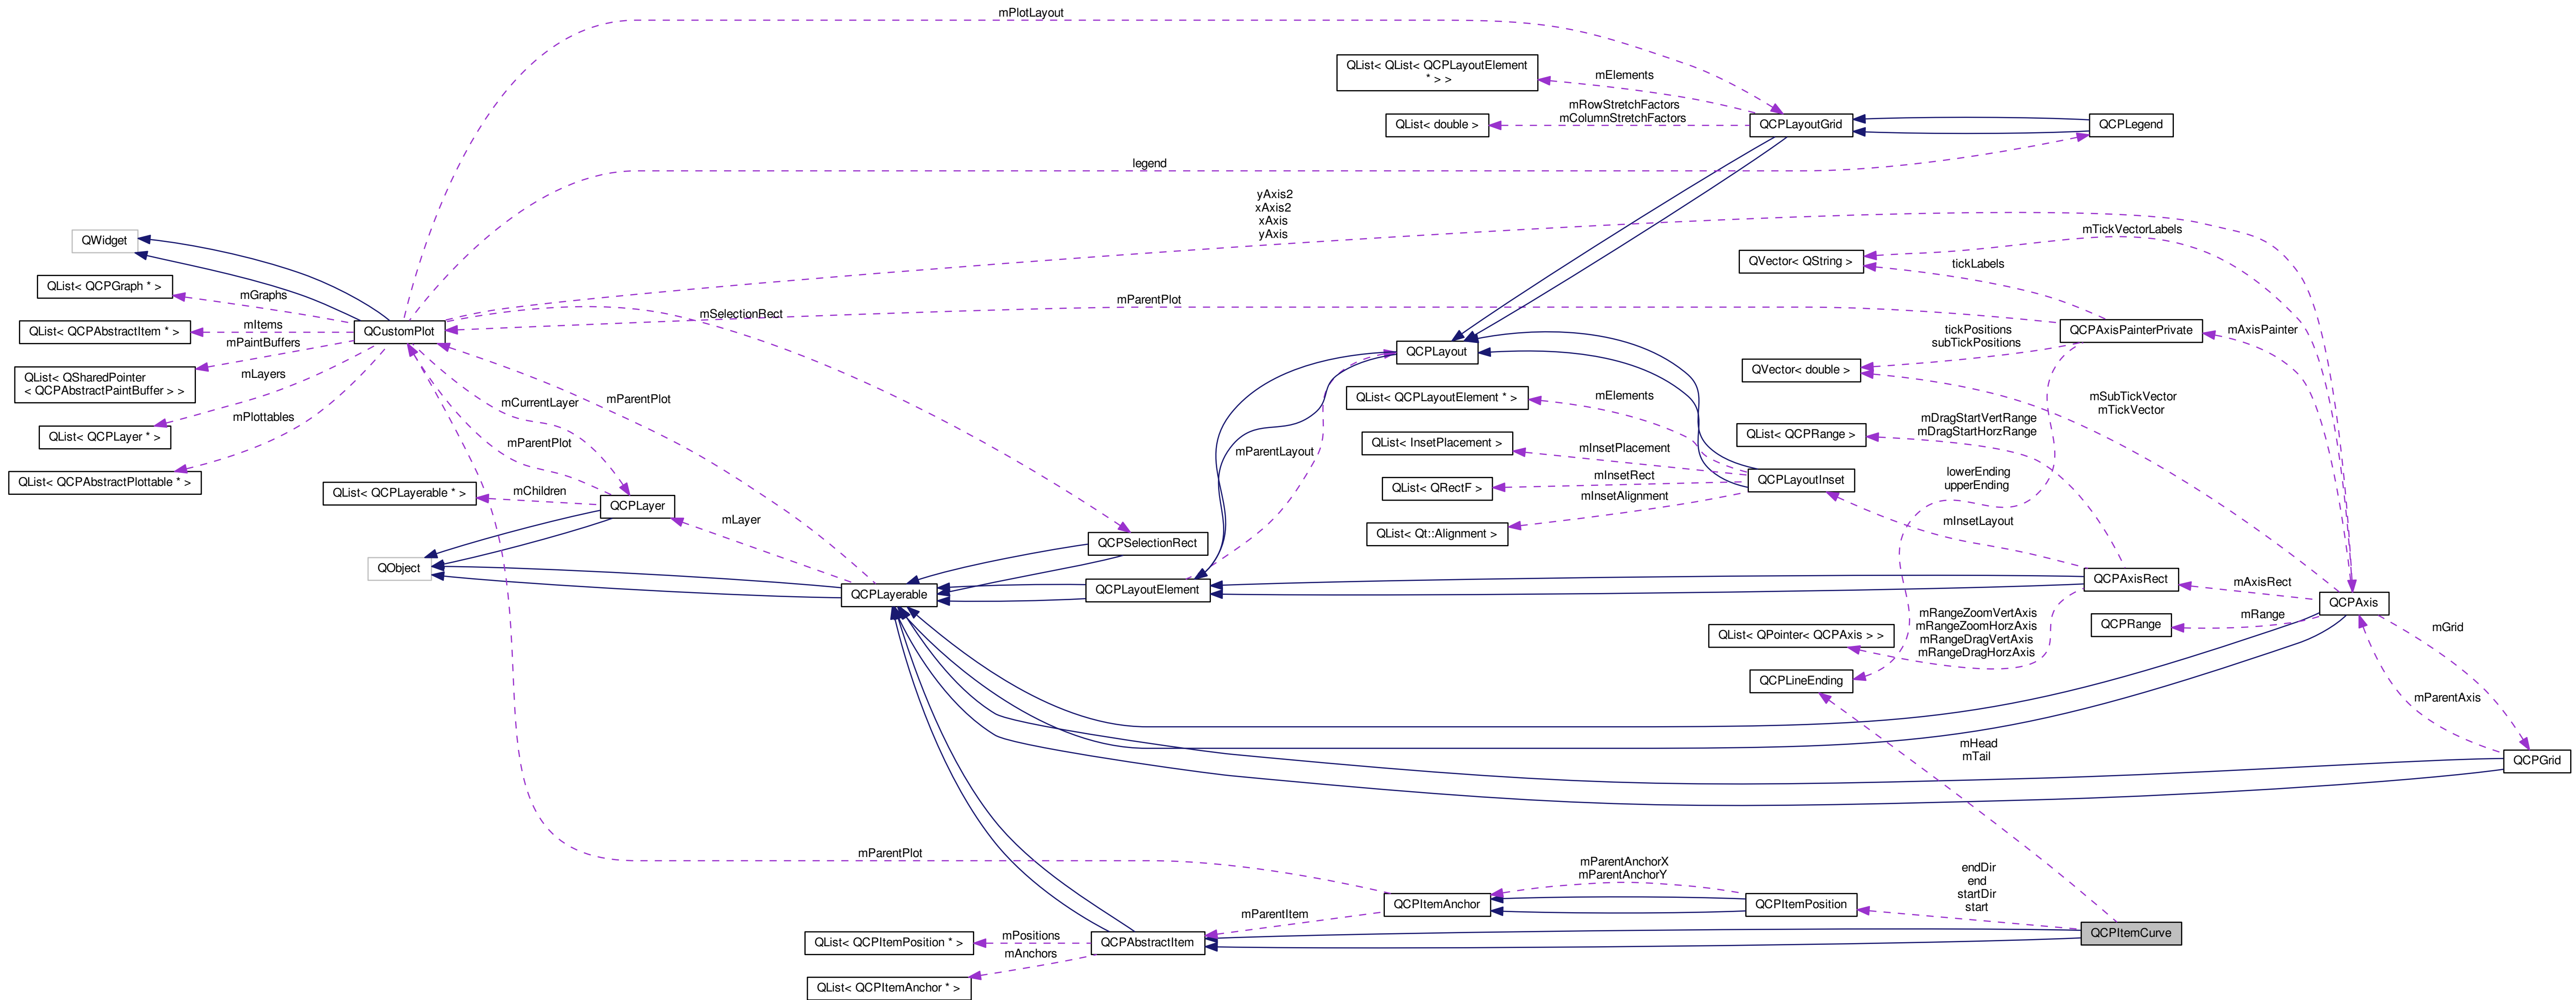 mPlotLayout
QList< QList< QCPLayoutElement
* > >
mElements
mRowStretchFactors
mColumnStretchFactors
QList< double >
QCPLayoutGrid
QCPLegend
legend
yAxis2
xAxis2
xAxis
yAxis
mTickVectorLabels
QWidget
QVector< QString >
tickLabels
QList< QCPGraph * >
mGraphs
mParentPlot
mSelectionRect
QList< QCPAbstractItem * >
mItems
QCustomPlot
QCPAxisPainterPrivate
mAxisPainter
mPaintBuffers
tickPositions
subTickPositions
QCPLayout
QList< QSharedPointer
< QCPAbstractPaintBuffer > >
mLayers
QVector< double >
mCurrentLayer
mParentPlot
QList< QCPLayoutElement * >
mElements
mSubTickVector
mTickVector
mPlottables
QList< QCPLayer * >
mDragStartVertRange
mDragStartHorzRange
QList< QCPRange >
mParentPlot
QList< InsetPlacement >
mInsetPlacement
mParentLayout
QList< QCPAbstractPlottable * >
QList< QCPLayerable * >
mChildren
QCPLayer
QList< QRectF >
mInsetRect
QCPLayoutInset
lowerEnding
upperEnding
mInsetAlignment
mLayer
QList< Qt::Alignment >
mInsetLayout
QCPSelectionRect
QObject
QCPLayerable
QCPLayoutElement
QCPAxisRect
mAxisRect
QCPAxis
mRangeZoomVertAxis
mRangeZoomHorzAxis
mRangeDragVertAxis
mRangeDragHorzAxis
QCPRange
mRange
mGrid
QList< QPointer< QCPAxis > >
QCPLineEnding
mParentAxis
mHead
mTail
QCPGrid
mParentPlot
mParentAnchorX
mParentAnchorY
endDir
end
startDir
start
QCPItemAnchor
QCPItemPosition
mParentItem
QCPItemCurve
QList< QCPItemPosition * >
mPositions
mAnchors
QCPAbstractItem
QList< QCPItemAnchor * >